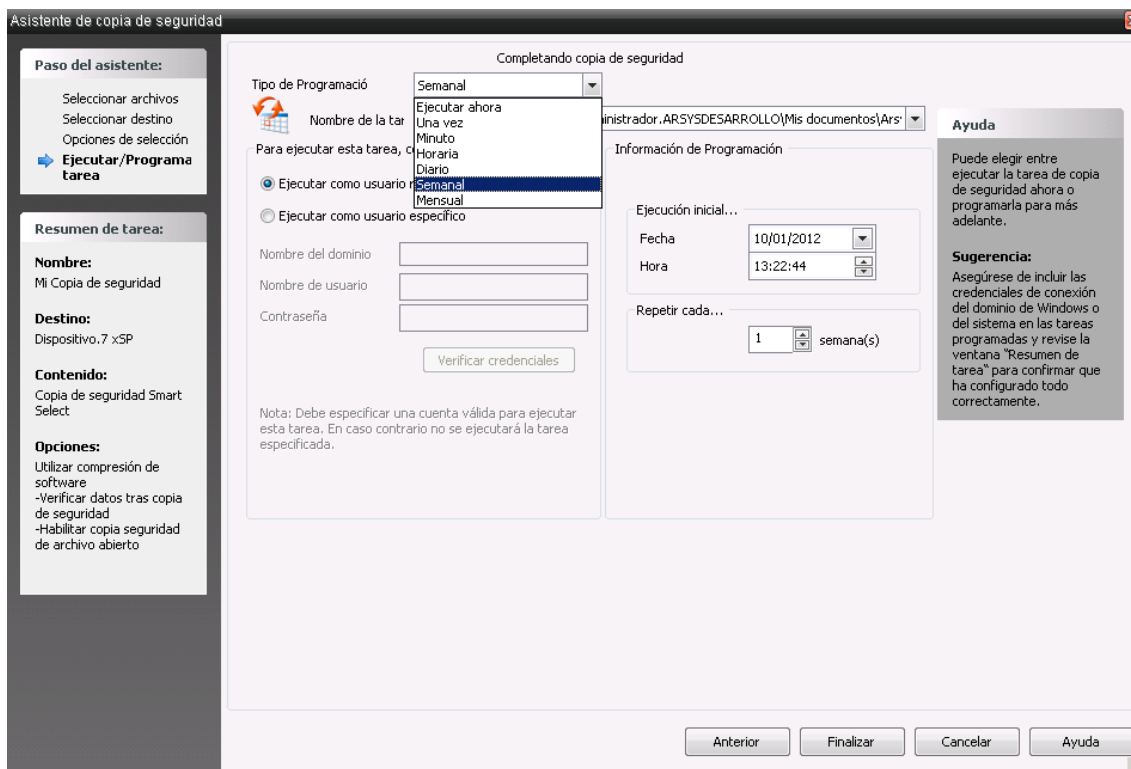 Asistente de copia de seguridad
Paso del asistente:
Seleccionar archivos
Seleccionar destino
Opciones de selección
Ejecutar/Programa
tarea
Resumen de tarea:
Nombre:
Mi Copia de seguridad
Destino:
Dispositivo.7 xSP
Contenido:
Copia de seguridad Smart
Select
Opciones:
Utilizar compresión de
software
-Verificar datos tras copia
de seguridad
-Habilitar copia seguridad
de archivo abierto
Completando copia de seguridad
Tipo de Programació
Semanal
Ejecutar ahora
Una vez
Minuto
Horaria
Diario
Semanal
Mensual
Nombre de la tar
inistrador.ARSYSDESARROLLO\Mis documentos\Ars
Para ejecutar esta tarea, c
Ejecutar como usuario
Ejecutar como usuario específico
Nombre del dominio
Nombre de usuario
Contraseña
Verificar credenciales
Nota: Debe especificar una cuenta válida para ejecutar
esta tarea. En caso contrario no se ejecutará la tarea
especificada.
Información de Programación
Ejecución inicial...
Fecha 10/01/2012
Hora 13:22:44
Repetir cada...
1 semana(s)
Ayuda
Puede elegir entre
ejecutar la tarea de copia
de seguridad ahora o
programarla para más
adelante.
Sugerencia:
Asegúrese de incluir las
credenciales de conexión
del dominio de Windows o
del sistema en las tareas
programadas y revise la
ventana "Resumen de
tarea" para confirmar que
ha configurado todo
correctamente.
Anterior
Finalizar
Cancelar
Ayuda